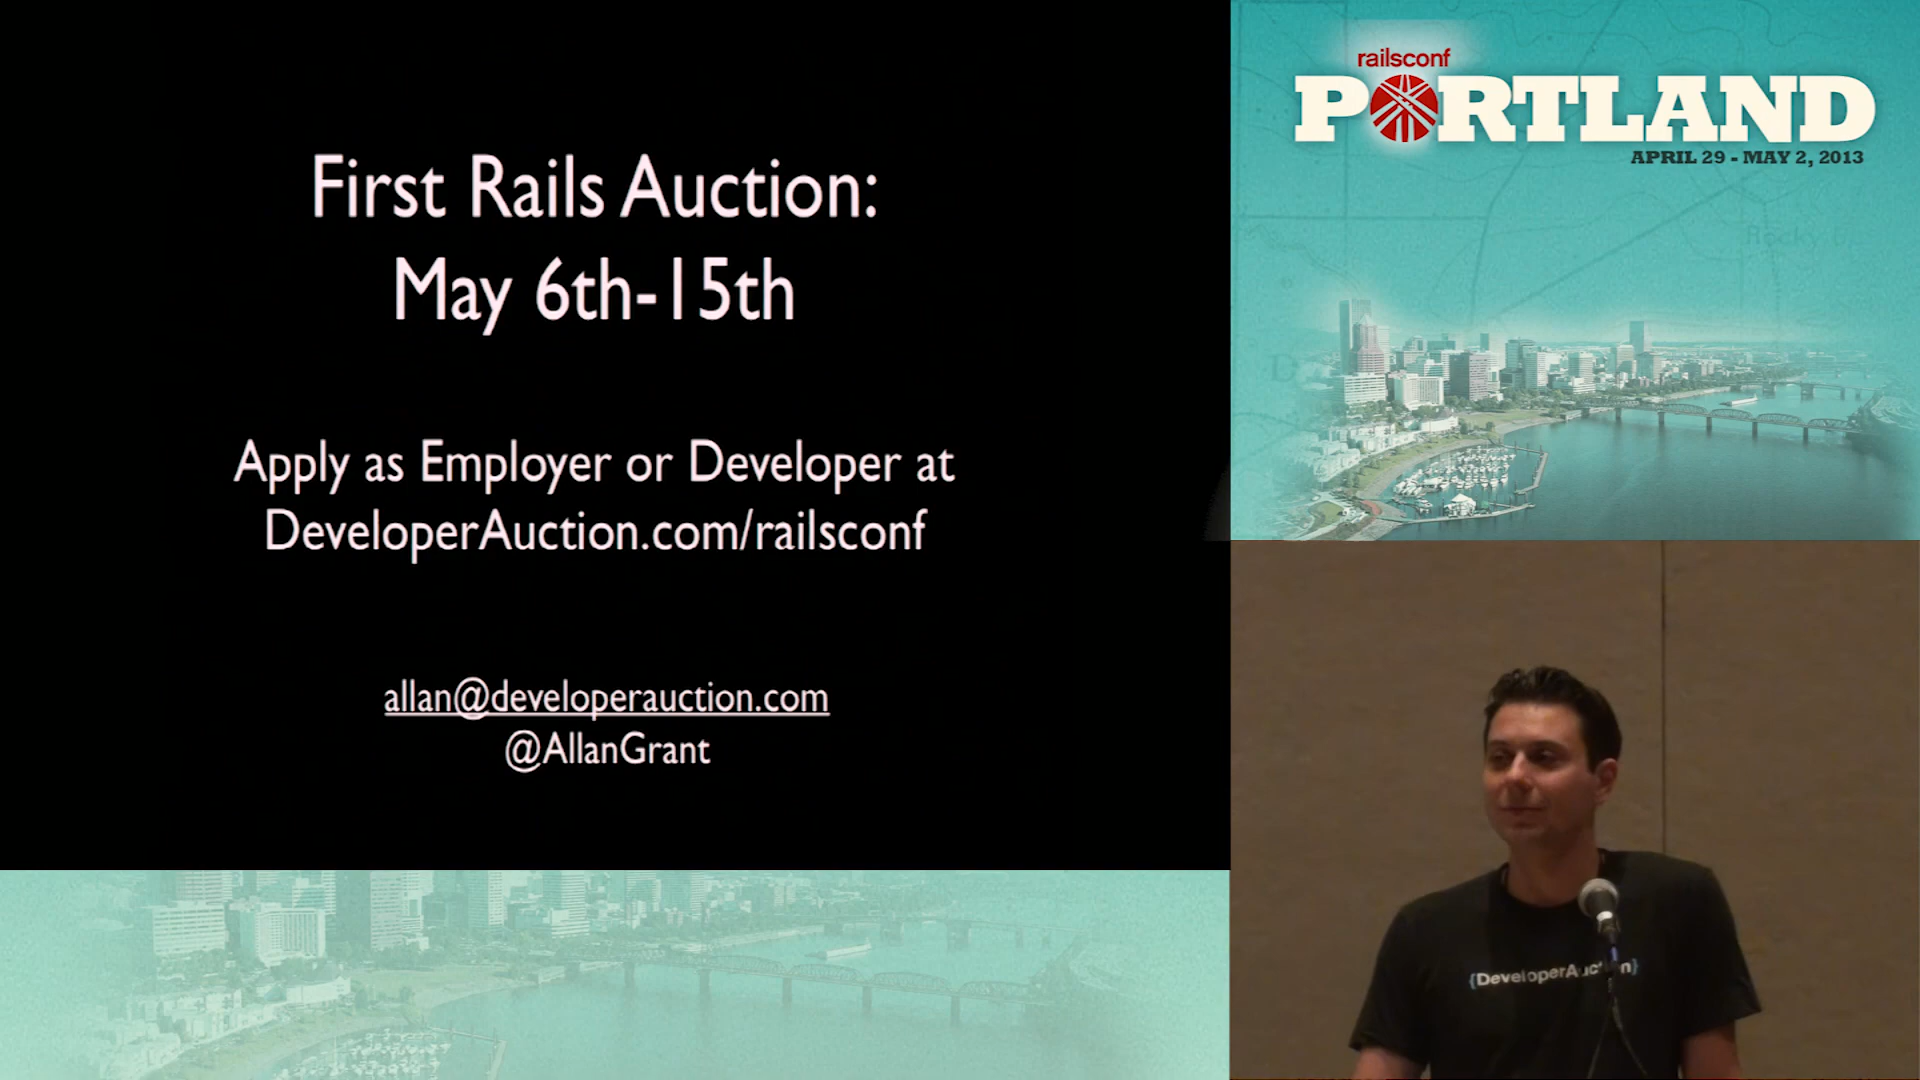 First Rails Auction:
May 6th-15th
Apply as Employer or Developer at
DeveloperAuction.com/railsconf
allan@developerauction.com
@AllanGrant
railsconf
PORTLAND
APRIL 29 - MAY 2, 2013
{DeveloperAuction}